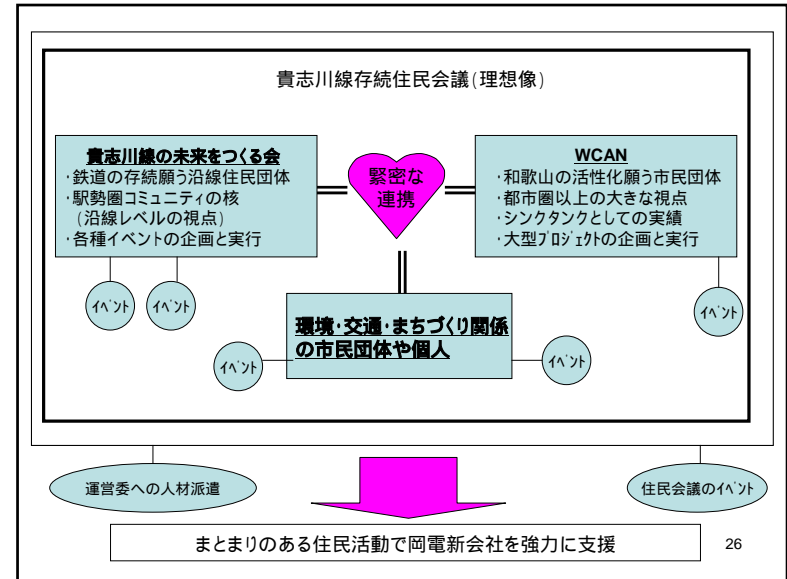 貴志川線存続住民会議(理想像)
貴志川線の未来をつくる会
・鉄道の存続願う沿線住民団体
・駅勢圏コミュニティの核
(沿線レベルの視点)
・各種イベントの企画と実行
緊密な
連携
WCAN
・和歌山の活性化願う市民団体
・都市圏以上の大きな視点
・シンクタンクとしての実績
・大型プロジェクトの企画と実行
イベント
イベント
イベント
環境・交通・まちづくり関係
の市民団体や個人
イベント
イベント
運営委への人材派遣
住民会議のイベント
まとまりのある住民活動で岡電新会社を強力に支援
26